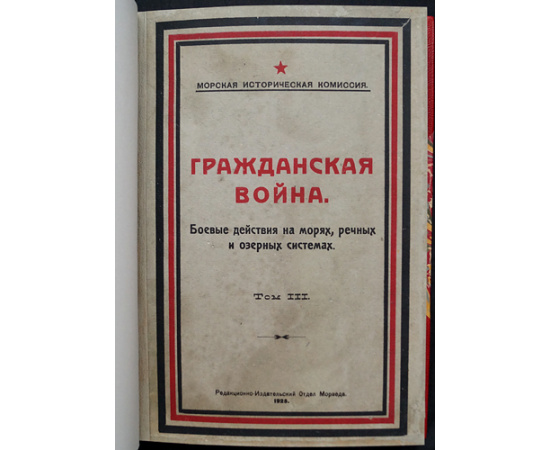 МОРСКАЯ ИСТОРИЧЕСКАЯ КОМИССИЯ.
ГРАЖДАНСКАЯ
ВОЙНА.
Боевые действия на морях, речных
и озерных системах.
Том III.
Редакционно-Издательский Отдел Морведа.